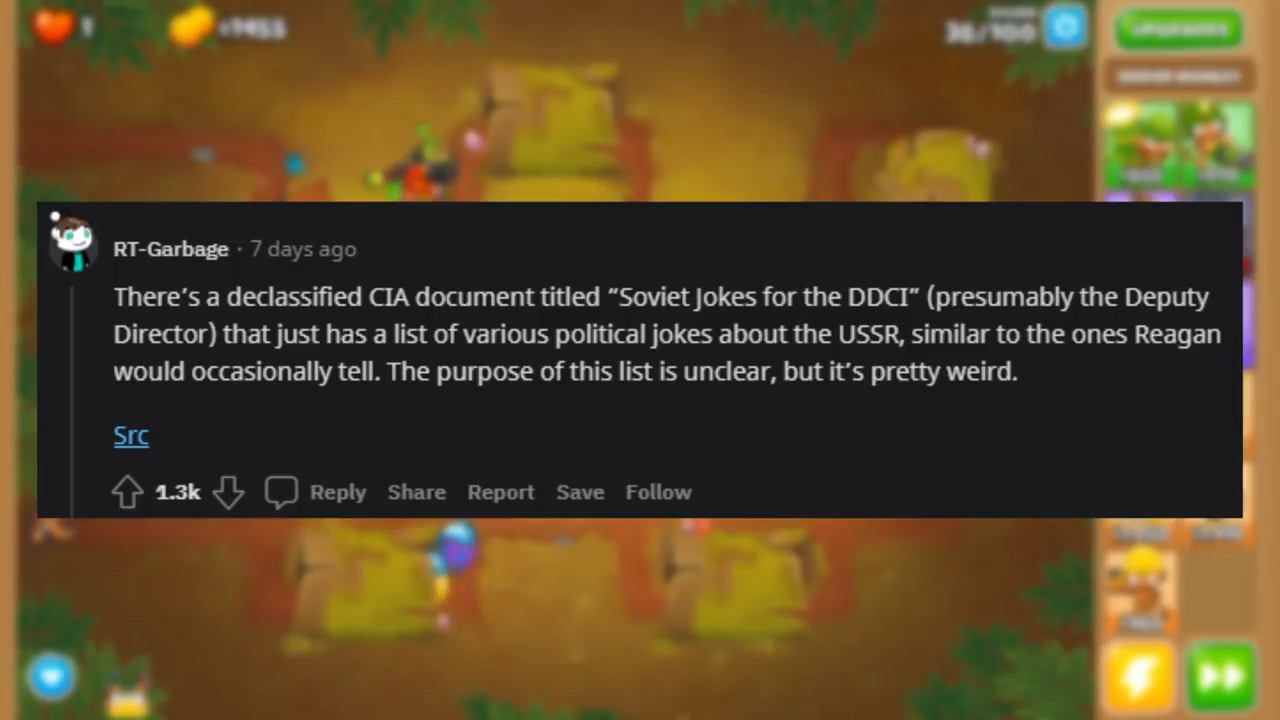 RT-Garbage · 7 days ago
There’s a declassified CIA document titled “Soviet Jokes for the DDCI” (presumably the Deputy
Director) that just has a list of various political jokes about the USSR, similar to the ones Reagan
would occasionally tell. The purpose of this list is unclear, but it’s pretty weird.
Src
1.3k Reply Share Report Save Follow